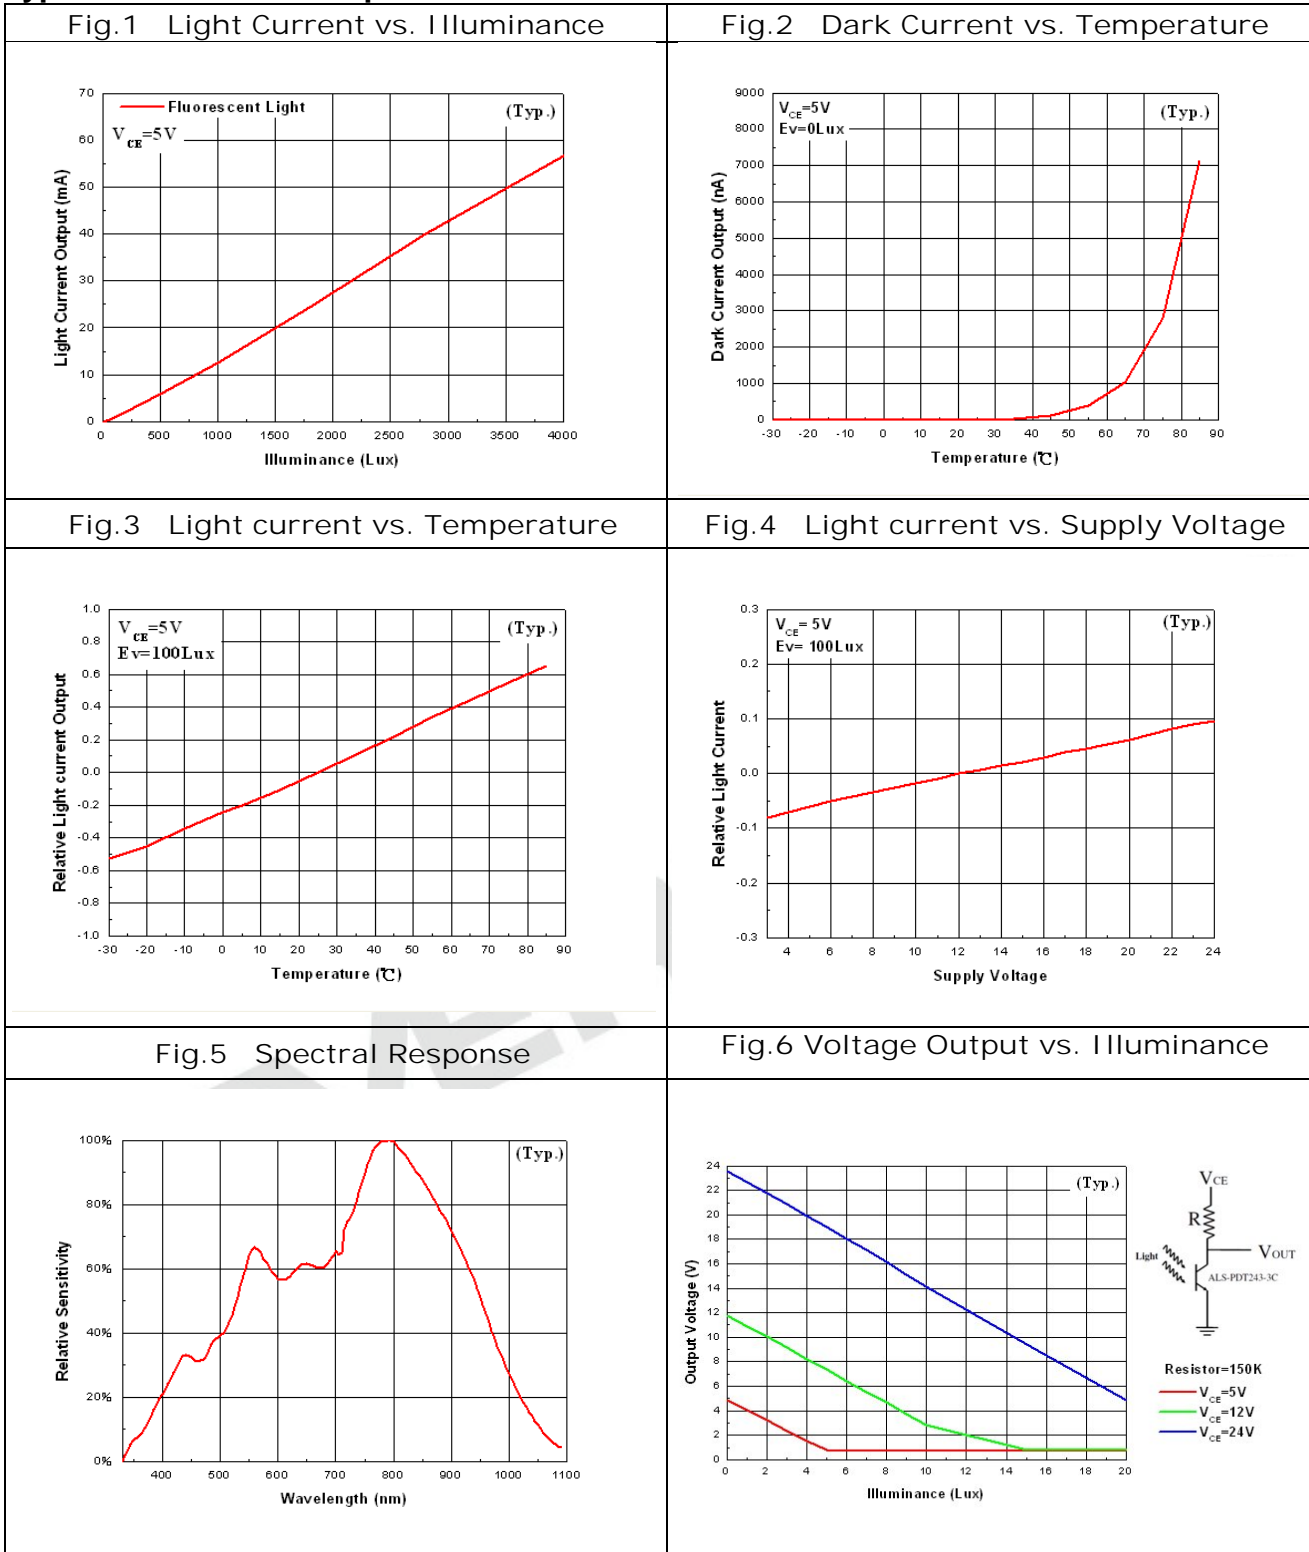 Fig.1 Light Current vs. Illuminance
Fig.2 Dark Current vs. Temperature
70
60
50
40
30
20
10
0
Light Current Output (mA)
Fluorescent Light
(Typ.)
V_CE=5V
0 500 1000 1500 2000 2500 3000 3500 4000
Illuminance (Lux)
9000
8000
7000
6000
5000
4000
3000
2000
1000
0
Dark Current Output (nA)
V_CE=5V
Ev=0Lux
(Typ.)
-30 -20 -10 0 10 20 30 40 50 60 70 80 90
Temperature (℃)
Fig.3 Light current vs. Temperature
Fig.4 Light current vs. Supply Voltage
1.0
0.8
0.6
0.4
0.2
0.0
-0.2
-0.4
-0.6
-0.8
-1.0
Relative Light current Output
V_CE=5V
Ev=100Lux
(Typ.)
-30 -20 -10 0 10 20 30 40 50 60 70 80 90
Temperature (℃)
0.3
0.2
0.1
0.0
-0.1
-0.2
-0.3
Relative Light Current
V_CE= 5V
Ev= 100Lux
(Typ.)
4 6 8 10 12 14 16 18 20 22 24
Supply Voltage
Fig.5 Spectral Response
Fig.6 Voltage Output vs. Illuminance
100%
80%
60%
40%
20%
0%
Relative Sensitivity
(Typ.)
400 500 600 700 800 900 1000 1100
Wavelength (nm)
24
22
20
18
16
14
12
10
8
6
4
2
0
Output Voltage (V)
(Typ.)
0 2 4 6 8 10 12 14 16 18 20
Illuminance (Lux)
VCE
R
VOUT
Light
ALS-PDT243-3C
Resistor=150K
V_CE=5V
V_CE=12V
V_CE=24V